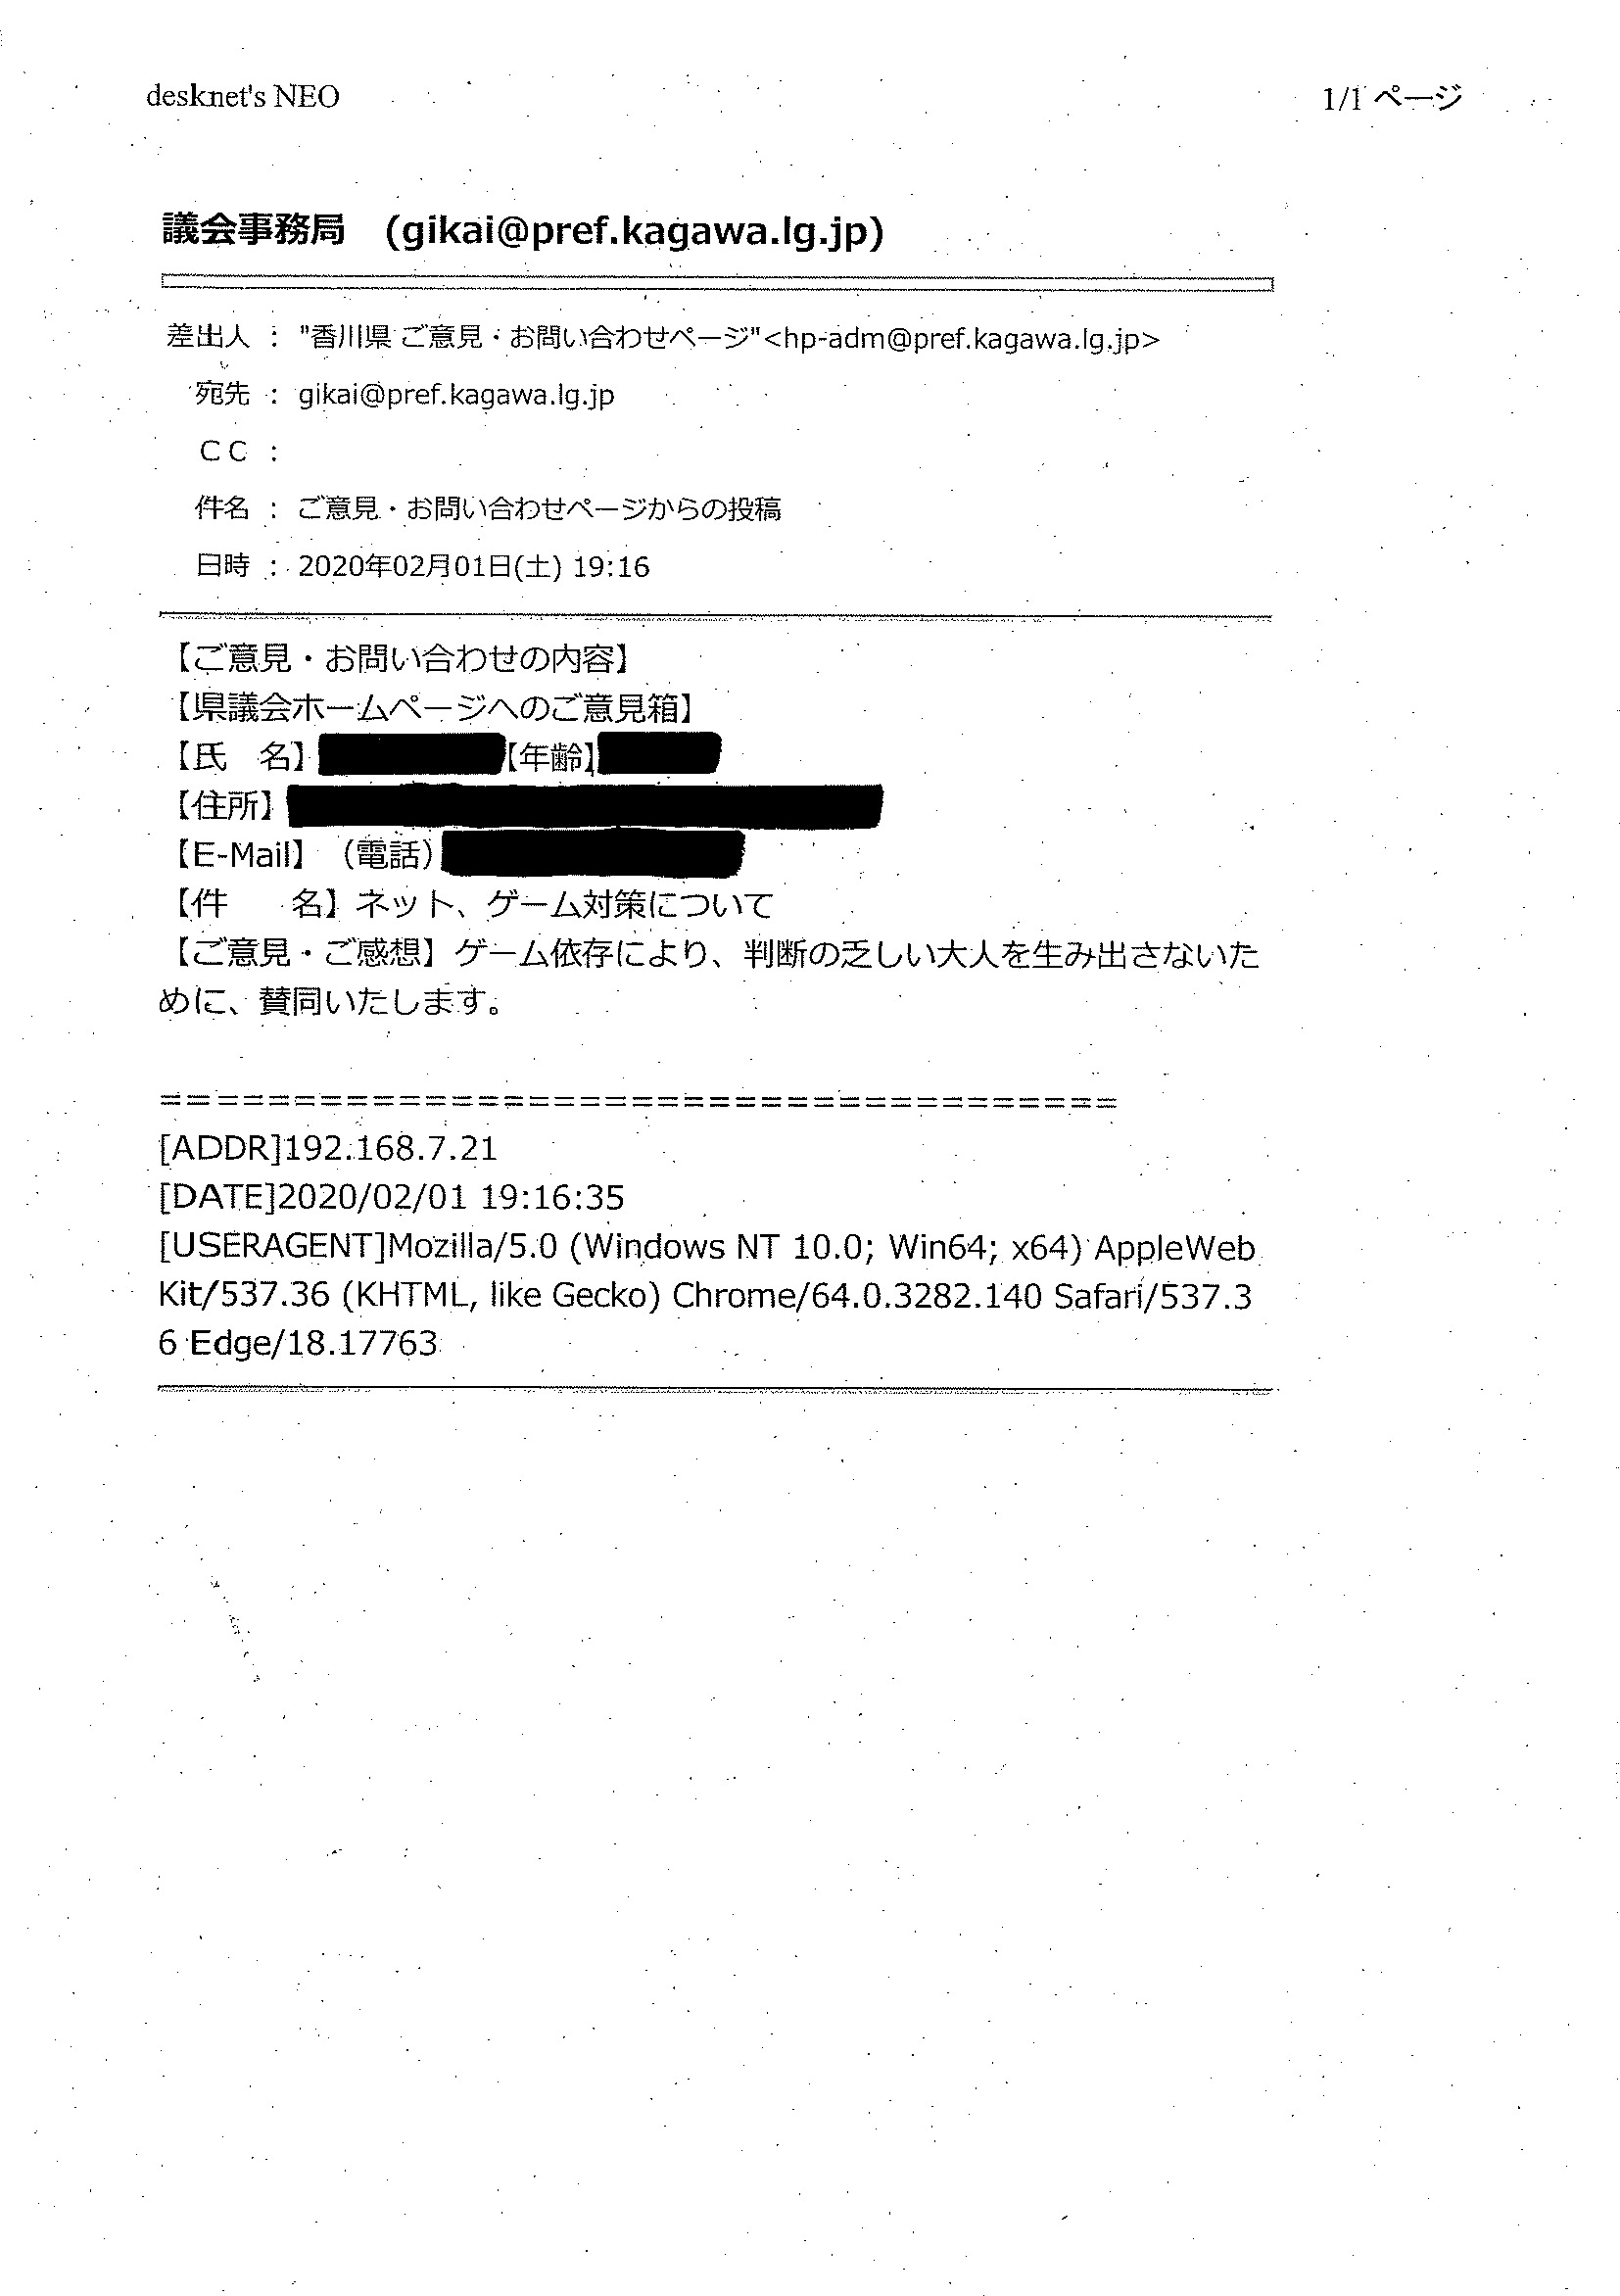 desknet's NEO
1/1 ページ
議会事務局　(gikai@pref.kagawa.lg.jp)
差出人 : "香川県 ご意見・お問い合わせページ"<hp-adm@pref.kagawa.lg.jp>
宛先 : gikai@pref.kagawa.lg.jp
CC :
件名 : ご意見・お問い合わせページからの投稿
日時 : 2020年02月01日(土) 19:16
【ご意見・お問い合わせの内容】
【県議会ホームページへのご意見箱】
【氏　名】【年齢】
【住所】
【E-Mail】（電話）
【件　　名】ネット、ゲーム対策について
【ご意見・ご感想】ゲーム依存により、判断の乏しい大人を生み出さないた
めに、賛同いたします。
=====================================
[ADDR]192.168.7.21
[DATE]2020/02/01 19:16:35
[USERAGENT]Mozilla/5.0 (Windows NT 10.0; Win64; x64) AppleWeb
Kit/537.36 (KHTML, like Gecko) Chrome/64.0.3282.140 Safari/537.3
6 Edge/18.17763